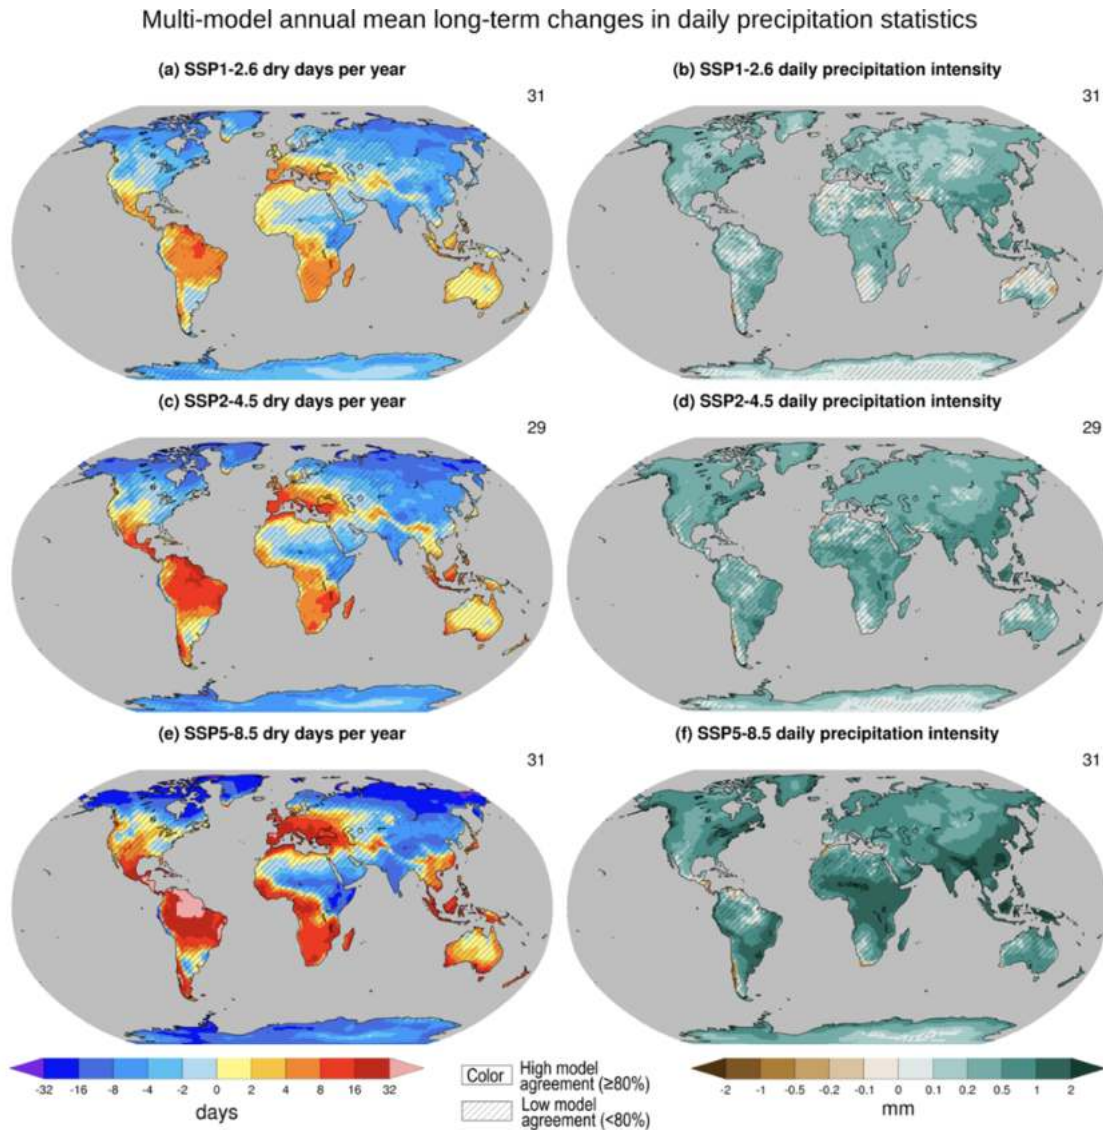 Multi-model annual mean long-term changes in daily precipitation statistics
(a) SSP1-2.6 dry days per year
31
(b) SSP1-2.6 daily precipitation intensity
31
(c) SSP2-4.5 dry days per year
29
(d) SSP2-4.5 daily precipitation intensity
29
(e) SSP5-8.5 dry days per year
31
(f) SSP5-8.5 daily precipitation intensity
31
-32 -16 -8 -4 -2 0 2 4 8 16 32
days
Color
High model
agreement (≥80%)
Low model
agreement (<80%)
-2 -1 -0.5 -0.2 -0.1 0 0.1 0.2 0.5 1 2
mm